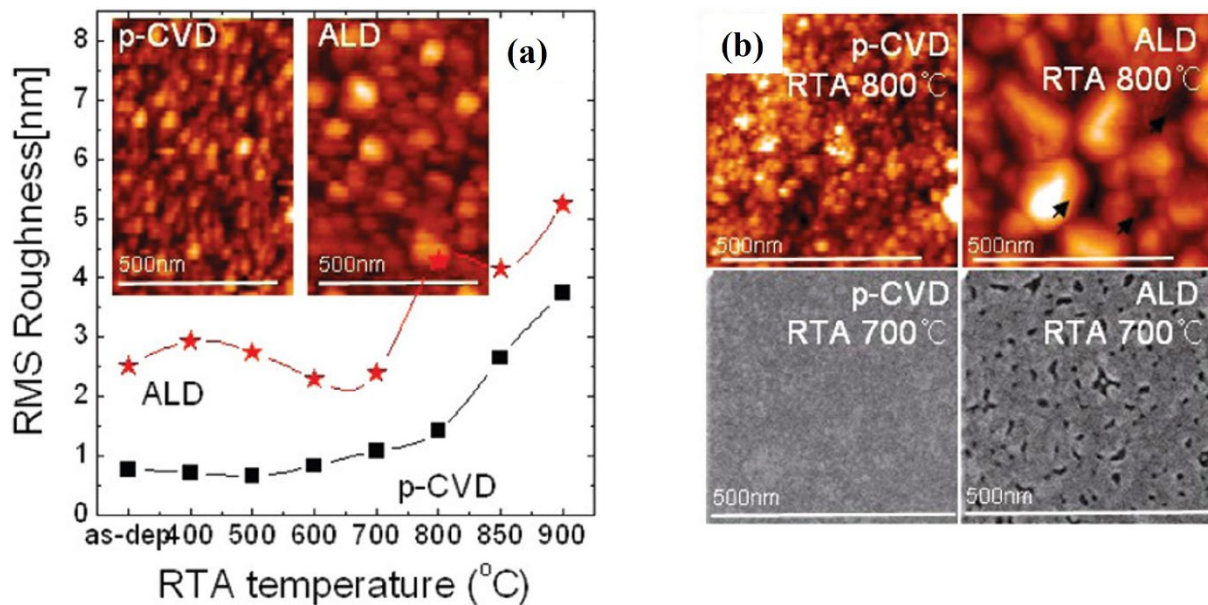 8
7
6
5
4
3
2
1
0
RMS Roughness[nm]
p-CVD
ALD
(a)
500nm
500nm
ALD
p-CVD
as-dep 400 500 600 700 800 850 900
RTA temperature (°C)
(b)
p-CVD
RTA 800℃
ALD
RTA 800℃
500nm
500nm
p-CVD
RTA 700℃
ALD
RTA 700℃
500nm
500nm